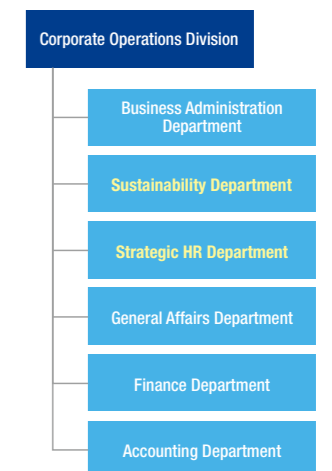 Corporate Operations Division
Business Administration
Department
Sustainability Department
Strategic HR Department
General Affairs Department
Finance Department
Accounting Department